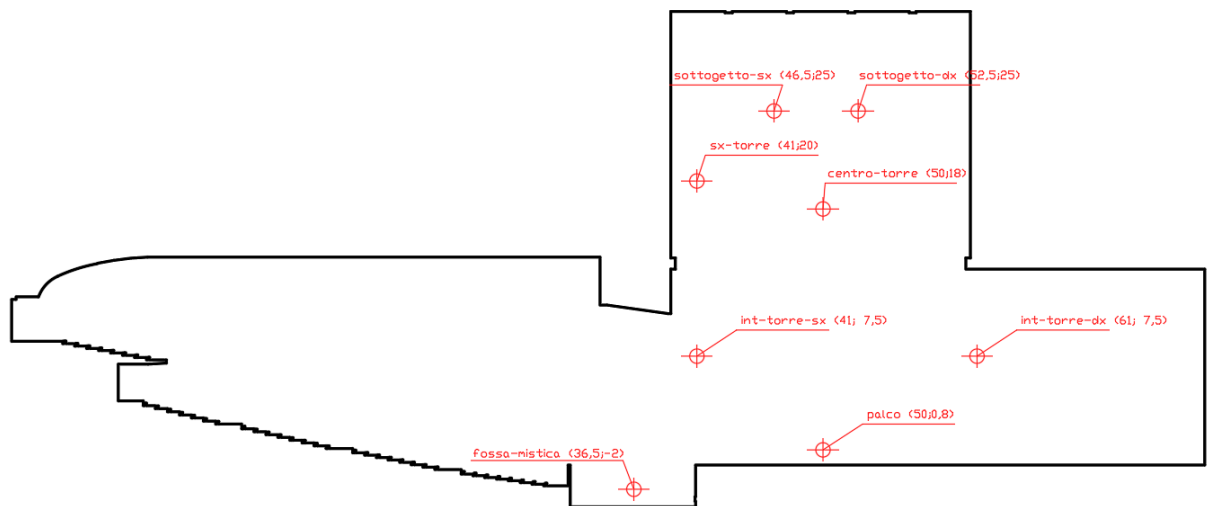 sottogetto-sx (46,5;25)
sottogetto-dx (52,5;25)
sx-torre (41;20)
centro-torre (50;18)
int-torre-sx (41; 7,5)
int-torre-dx (61; 7,5)
palco (50;0,8)
fossa-mistica (36,5;-2)